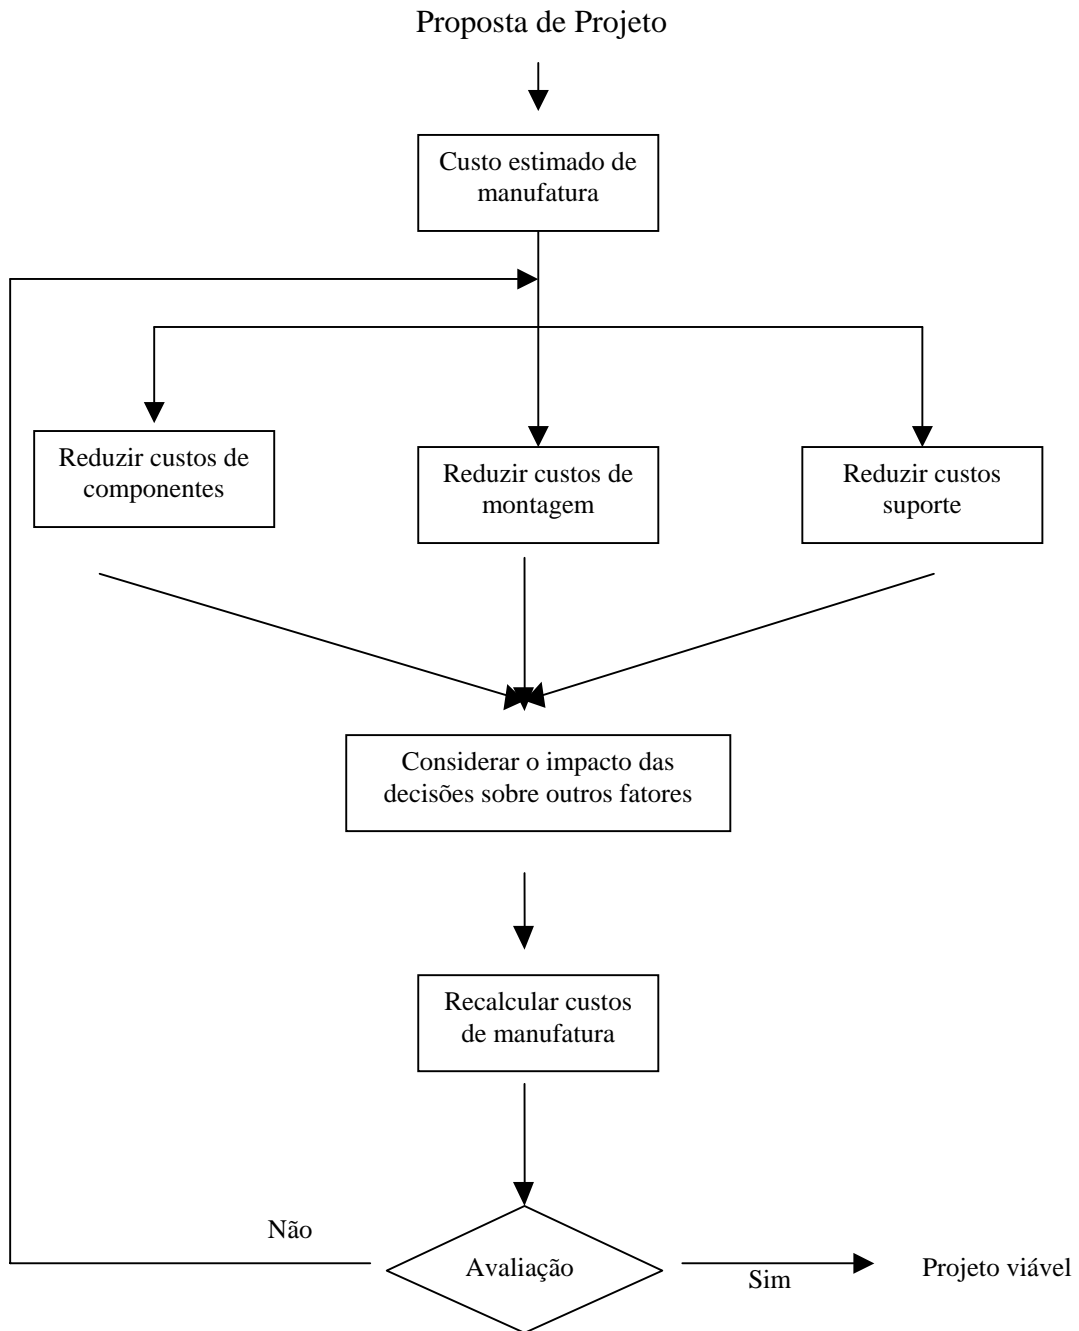 Proposta de Projeto
Custo estimado de
manufatura
Reduzir custos de
componentes
Reduzir custos de
montagem
Reduzir custos
suporte
Considerar o impacto das
decisões sobre outros fatores
Recalcular custos
de manufatura
Não
Avaliação
Sim
Projeto viável